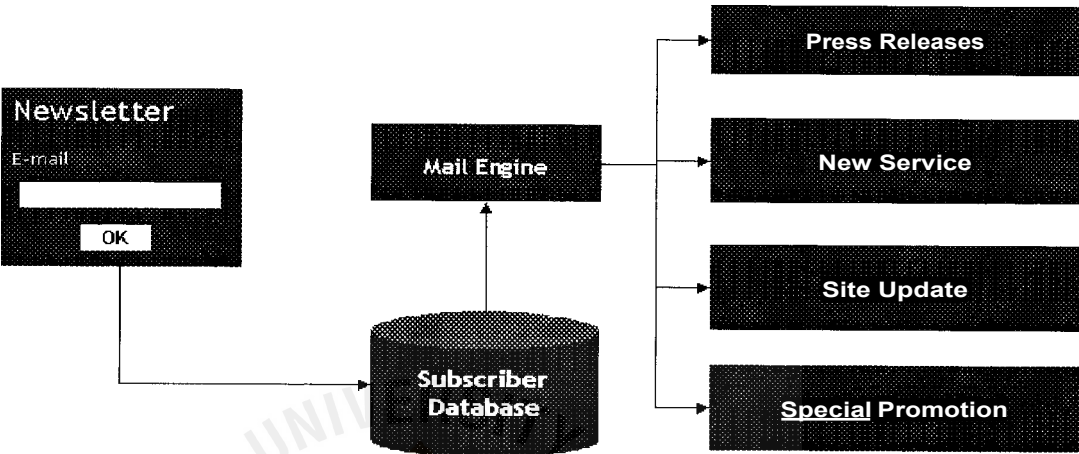 Newsletter
E-mail
OK
Mail Engine
Subscriber
Database
Press Releases
New Service
Site Update
Special Promotion